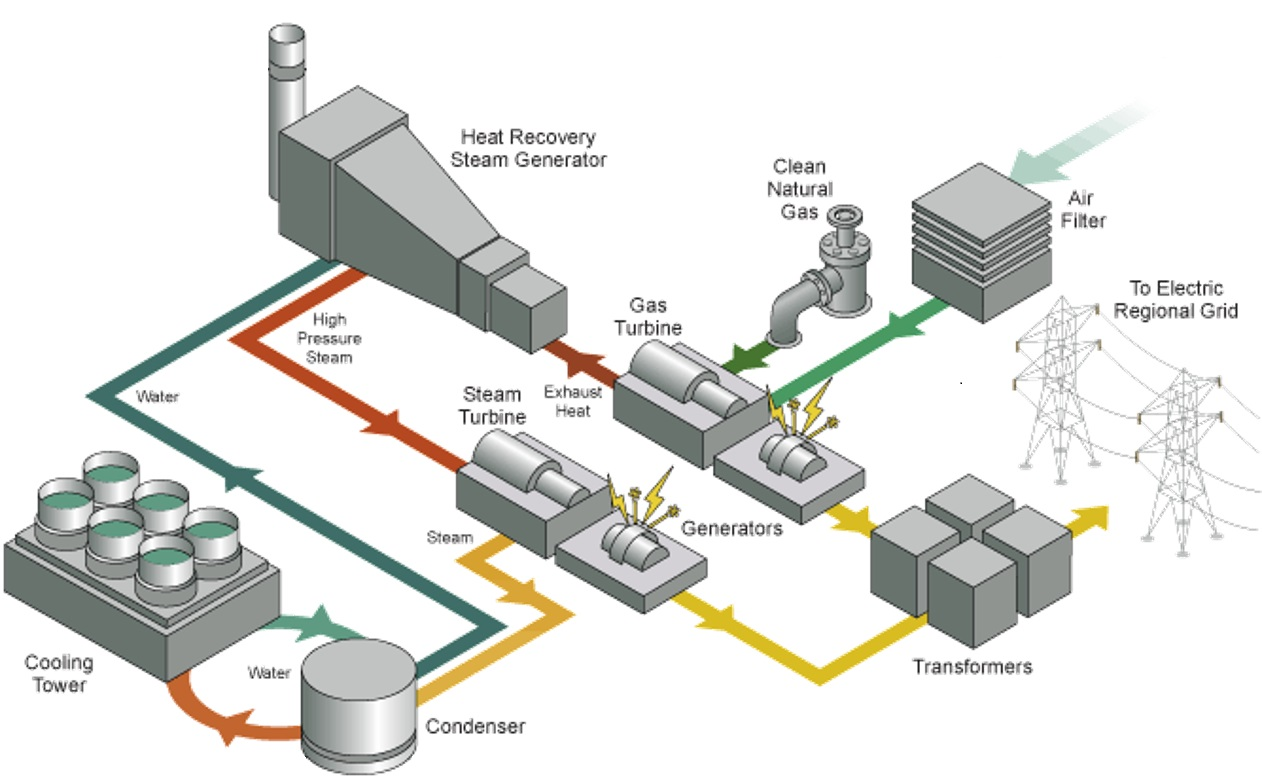 Heat Recovery
Steam Generator
Clean
Natural
Gas
Air
Filter
To Electric
Regional Grid
Gas
Turbine
High
Pressure
Steam
Water
Exhaust
Heat
Steam
Turbine
Generators
Steam
Cooling
Tower
Water
Condenser
Transformers